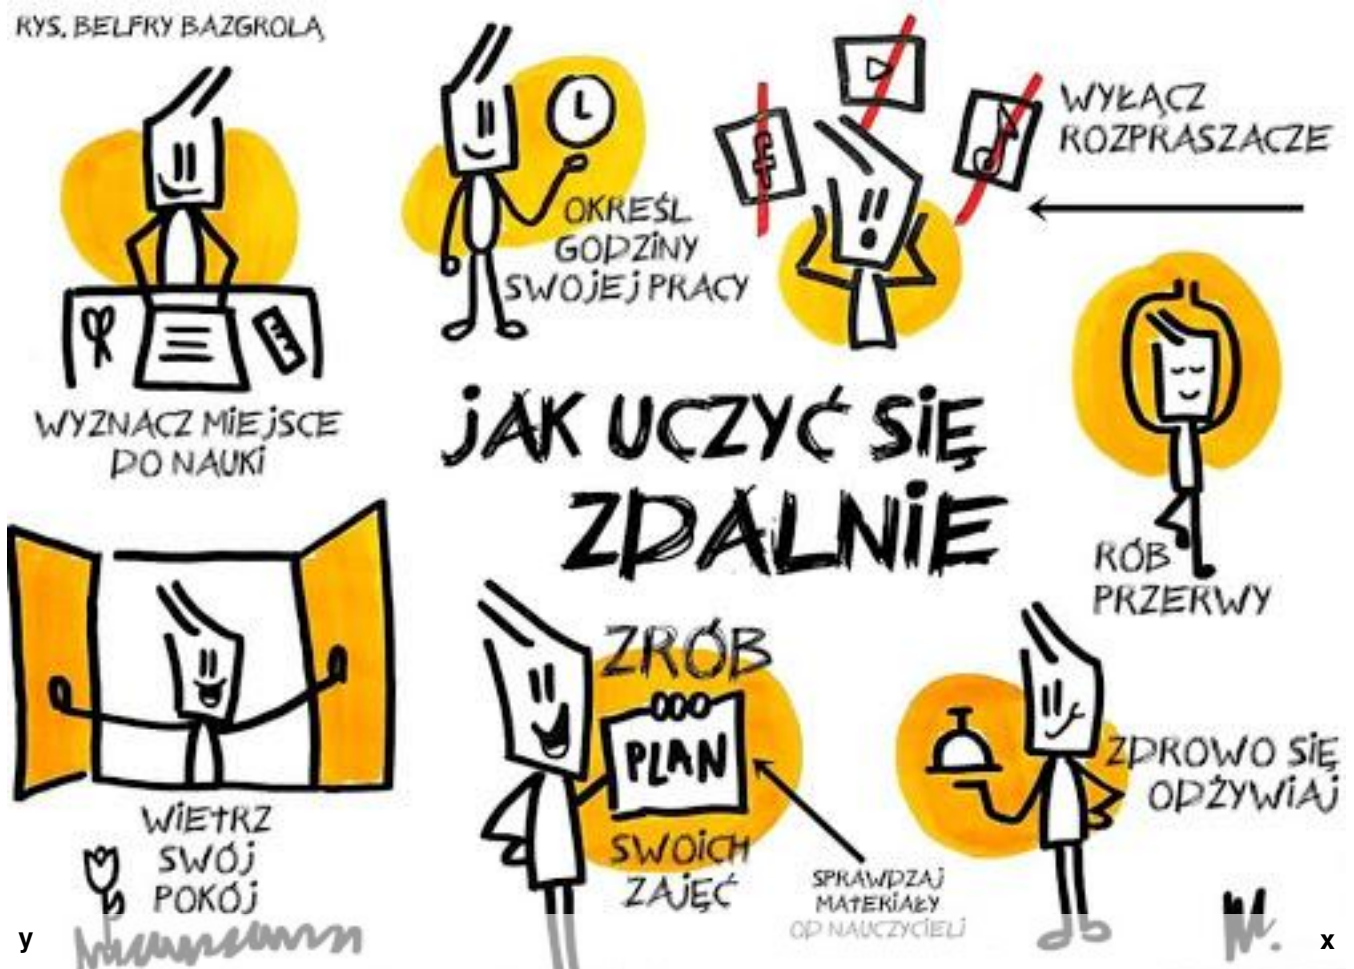 RYS. BELFRY BAZGROLĄ
OKREŚL
GODZINY
SWOJEJ PRACY
WYŁĄCZ
ROZPRASZACZE
WYZNACZ MIEJSCE
DO NAUKI
JAK UCZYĆ SIĘ
ZDALNIE
RÓB
PRZERWY
WIETRZ
SWÓJ
POKÓJ
ZRÓB
PLAN
SWOICH
ZAJĘĆ
SPRAWDZAJ
MATERIAŁY
OD NAUCZYCIELI
ZDROWO SIĘ
ODŻYWIAJ
M.
y
x